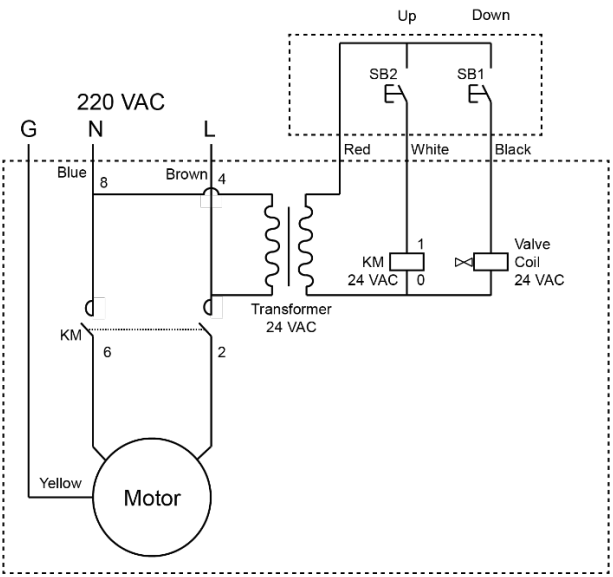 Up Down
SB2 SB1
220 VAC
G N L
Red White Black
Blue 8 Brown 4
KM 1
24 VAC 0
Valve
Coil
24 VAC
Transformer
24 VAC
KM 6 2
Yellow
Motor